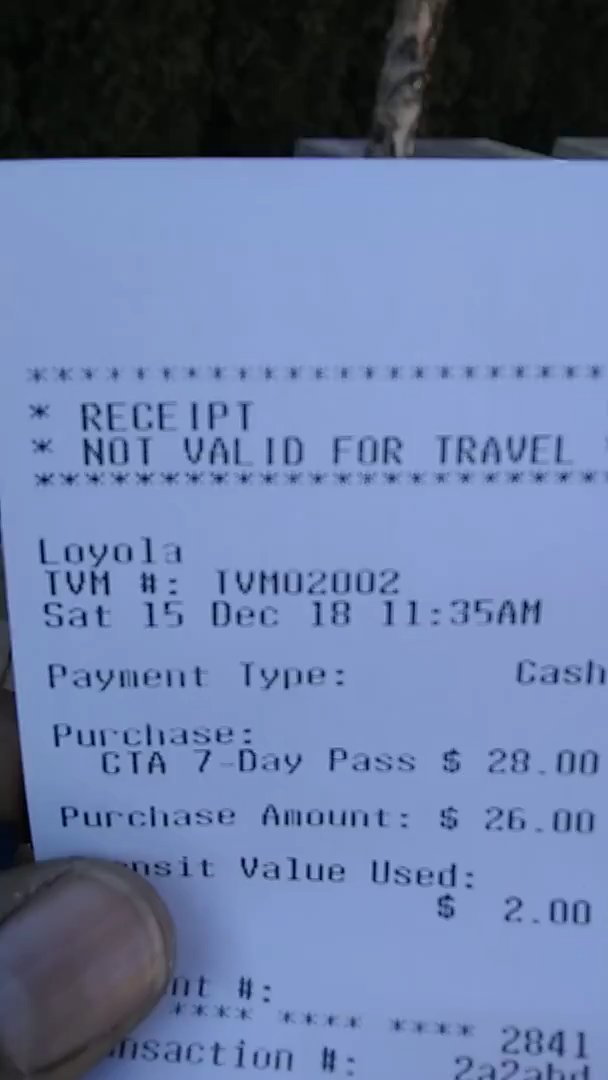 ***********************
* RECEIPT
* NOT VALID FOR TRAVEL
***********************
Loyola
TVM #: TVM02002
Sat 15 Dec 18 11:35AM
Payment Type: Cash
Purchase:
CTA 7-Day Pass $ 28.00
Purchase Amount: $ 26.00
Value Used:
$ 2.00
#:
**** **** **** 2841
#:
2a2abd